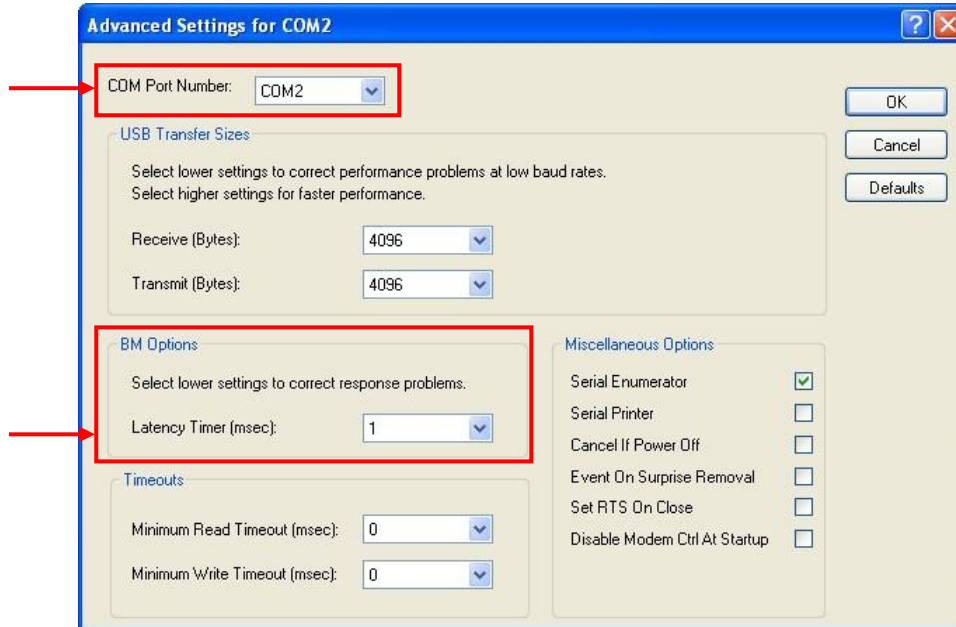 Advanced Settings for COM2
COM Port Number: COM2
OK
Cancel
Defaults
USB Transfer Sizes
Select lower settings to correct performance problems at low baud rates.
Select higher settings for faster performance.
Receive (Bytes): 4096
Transmit (Bytes): 4096
BM Options
Select lower settings to correct response problems.
Latency Timer (msec): 1
Timeouts
Minimum Read Timeout (msec): 0
Minimum Write Timeout (msec): 0
Miscellaneous Options
Serial Enumerator
Serial Printer
Cancel If Power Off
Event On Surprise Removal
Set RTS On Close
Disable Modem Ctrl At Startup